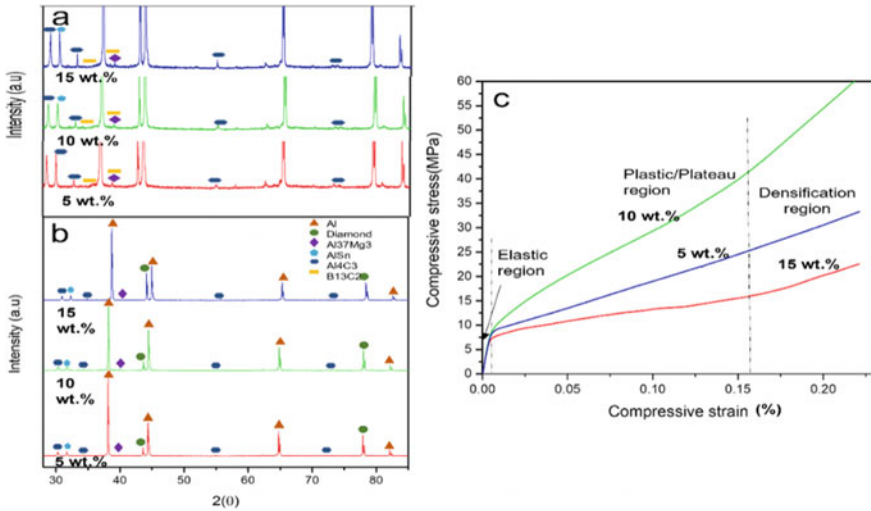 a
Intensity (a.u)
15 wt.%
10 wt.%
5 wt.%
b
Intensity (a.u)
Al
Diamond
Al37Mg3
AlSn
Al4C3
B13C2
15
wt.%
10
wt.%
5 wt.%
30 40 50 60 70 80
2(θ)
c
Compressive stress(MPa)
60
55
50
45
40
35
30
25
20
15
10
5
0
Plastic/Plateau
region
10 wt.%
Densification
region
Elastic
region
5 wt.%
15 wt.%
0.00 0.05 0.10 0.15 0.20
Compressive strain (%)